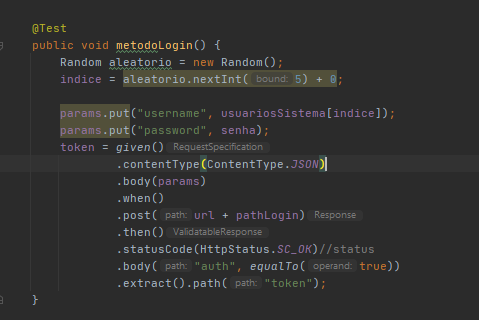 @Test
public void metodoLogin() {
Random aleatorio = new Random();
indice = aleatorio.nextInt( bound: 5) + 0;
params.put("username", usuariosSistema[indice]);
params.put("password", senha);
token = given() RequestSpecification
.contentType(ContentType.JSON)
.body(params)
.when()
.post( path: url + pathLogin) Response
.then() ValidatableResponse
.statusCode(HttpStatus.SC_OK)//status
.body( path: "auth", equalTo( operand: true))
.extract().path( path: "token");
}